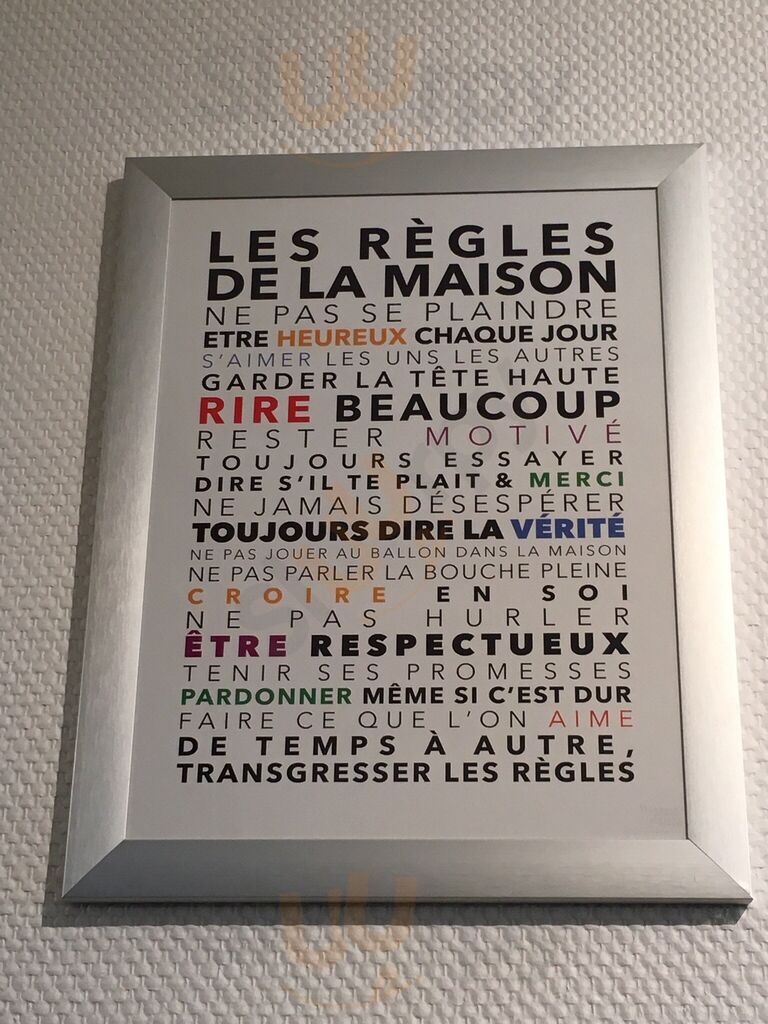 LES RÈGLES
DE LA MAISON
NE PAS SE PLAINDRE
ETRE HEUREUX CHAQUE JOUR
S'AIMER LES UNS LES AUTRES
GARDER LA TÊTE HAUTE
RIRE BEAUCOUP
RESTER MOTIVÉ
TOUJOURS ESSAYER
DIRE S'IL TE PLAIT & MERCI
NE JAMAIS DÉSESPÉRER
TOUJOURS DIRE LA VÉRITÉ
NE PAS JOUER AU BALLON DANS LA MAISON
NE PAS PARLER LA BOUCHE PLEINE
CROIRE EN SOI
NE PAS HURLER
ÊTRE RESPECTUEUX
TENIR SES PROMESSES
PARDONNER MÊME SI C'EST DUR
FAIRE CE QUE L'ON AIME
DE TEMPS À AUTRE,
TRANSGRESSER LES RÈGLES